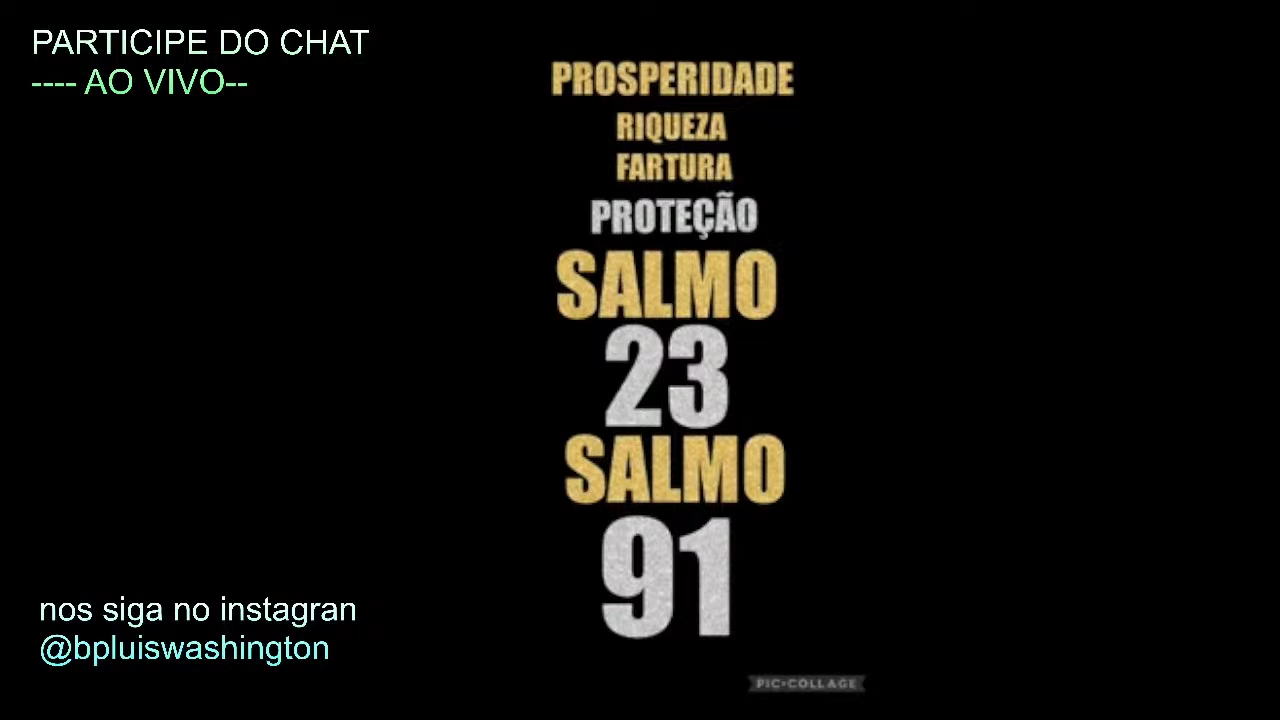 PARTICIPE DO CHAT
---- AO VIVO--
PROSPERIDADE
RIQUEZA
FARTURA
PROTEÇÃO
SALMO
23
SALMO
91
nos siga no instagran
@bpluiswashington
PIC•COLLAGE